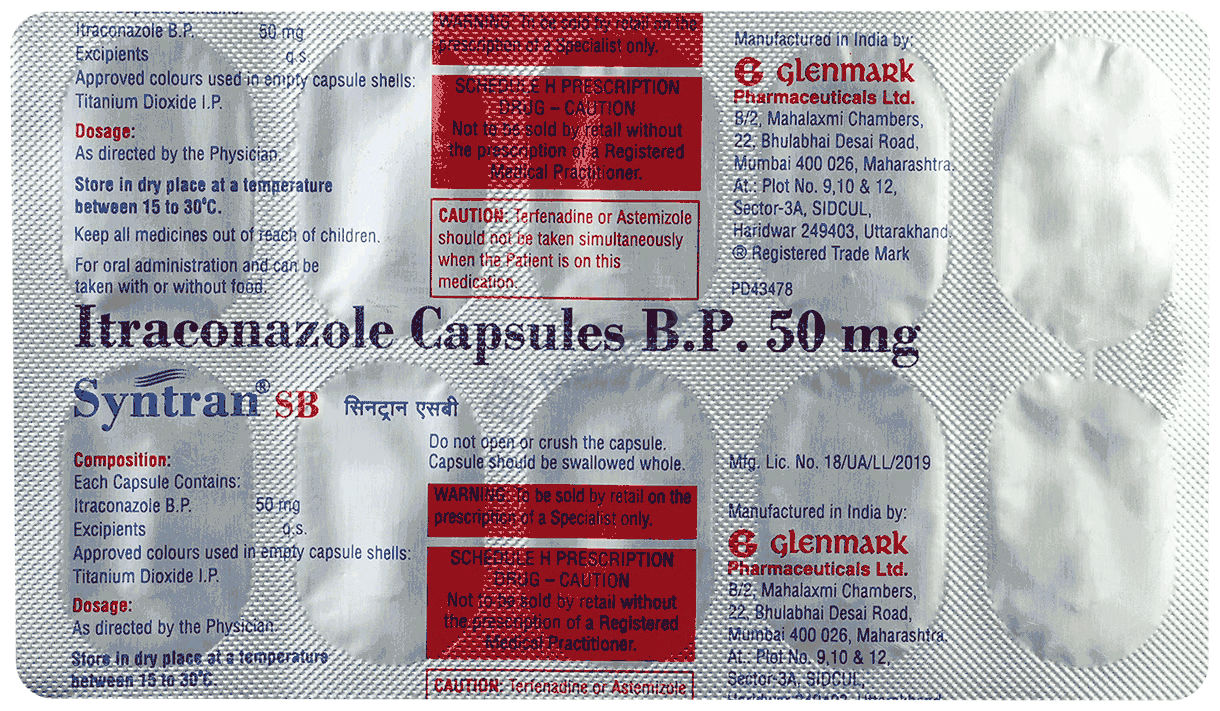 Itraconazole B.P. 50 mg
Excipients q.s.
Approved colours used in empty capsule shells:
Titanium Dioxide I.P.
Dosage:
As directed by the Physician.
Store in dry place at a temperature
between 15 to 30°C.
Keep all medicines out of reach of children.
For oral administration and can be
taken with or without food.
WARNING: To be sold by retail on the
prescription of a Specialist only.
SCHEDULE H PRESCRIPTION
DRUG – CAUTION
Not to be sold by retail without
the prescription of a Registered
Medical Practitioner.
CAUTION: Terfenadine or Astemizole
should not be taken simultaneously
when the Patient is on this
medication.
Manufactured in India by:
glenmark
Pharmaceuticals Ltd.
B/2, Mahalaxmi Chambers,
22, Bhulabhai Desai Road,
Mumbai 400 026, Maharashtra.
At.: Plot No. 9,10 & 12,
Sector-3A, SIDCUL,
Haridwar 249403, Uttarakhand.
® Registered Trade Mark
PD43478
Itraconazole Capsules B.P. 50 mg
Syntran® SB सिनट्रान एसबी
Composition:
Each Capsule Contains:
Itraconazole B.P. 50 mg
Excipients q.s.
Approved colours used in empty capsule shells:
Titanium Dioxide I.P.
Dosage:
As directed by the Physician.
Store in dry place at a temperature
between 15 to 30°C.
Do not open or crush the capsule.
Capsule should be swallowed whole.
WARNING: To be sold by retail on the
prescription of a Specialist only.
SCHEDULE H PRESCRIPTION
DRUG – CAUTION
Not to be sold by retail without
the prescription of a Registered
Medical Practitioner.
CAUTION: Terfenadine or Astemizole
Mfg. Lic. No. 18/UA/LL/2019
Manufactured in India by:
glenmark
Pharmaceuticals Ltd.
B/2, Mahalaxmi Chambers,
22, Bhulabhai Desai Road,
Mumbai 400 026, Maharashtra.
At.: Plot No. 9,10 & 12,
Sector-3A, SIDCUL,